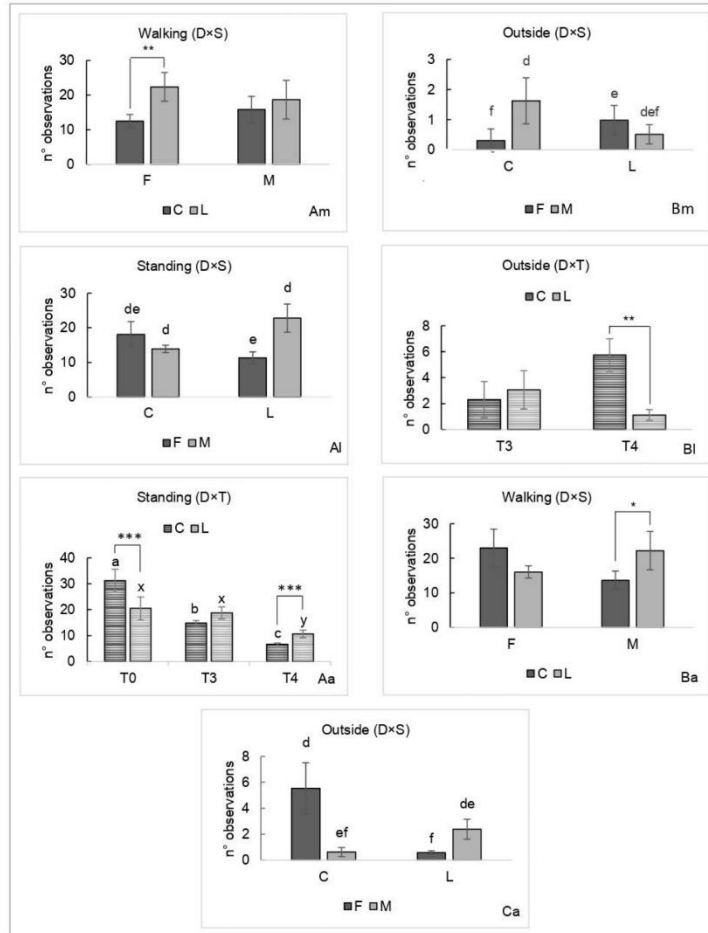 Walking (D×S)
**
n° observations
30
20
10
0
F M
C L
Am
Outside (D×S)
n° observations
3
2
1
0
f d e def
C L
F M
Bm
Standing (D×S)
n° observations
30
20
10
0
de d e d
C L
F M
Al
Outside (D×T)
C L
n° observations
8
6
4
2
0
**
T3 T4
Bl
Standing (D×T)
C L
n° observations
40
30
20
10
0
*** ***
a x b x c y
T0 T3 T4
Aa
Walking (D×S)
n° observations
30
20
10
0
*
F M
C L
Ba
Outside (D×S)
n° observations
8
6
4
2
0
d ef f de
C L
F M
Ca